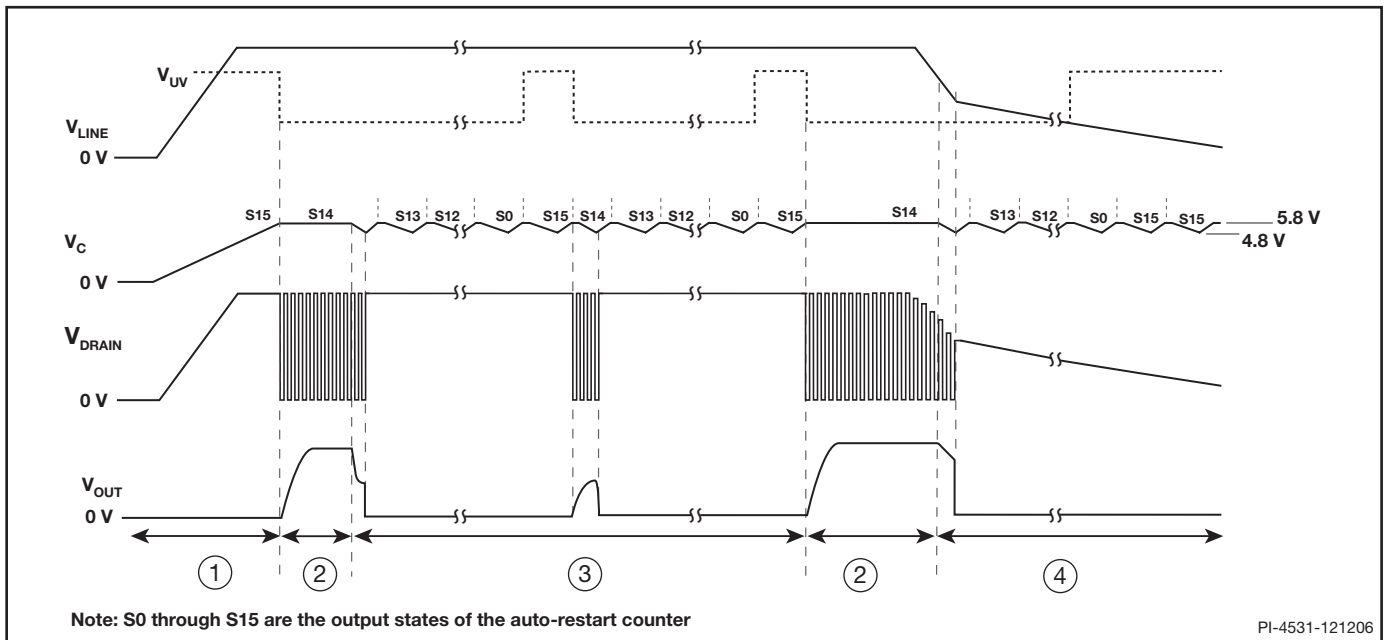 V_UV
V_LINE
0 V
S15 S14 S13 S12 S0 S15 S14 S13 S12 S0 S15 S14 S13 S12 S0 S15 S15
5.8 V
4.8 V
V_C
0 V
V_DRAIN
0 V
V_OUT
0 V
1 2 3 2 4
Note: S0 through S15 are the output states of the auto-restart counter
PI-4531-121206